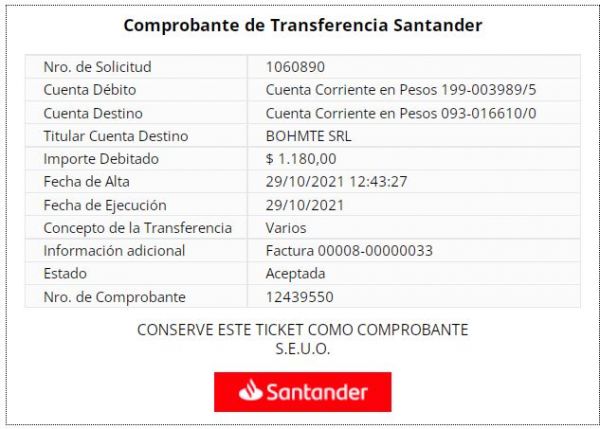 Comprobante de Transferencia Santander
Nro. de Solicitud 1060890
Cuenta Débito Cuenta Corriente en Pesos 199-003989/5
Cuenta Destino Cuenta Corriente en Pesos 093-016610/0
Titular Cuenta Destino BOHMTE SRL
Importe Debitado $ 1.180,00
Fecha de Alta 29/10/2021 12:43:27
Fecha de Ejecución 29/10/2021
Concepto de la Transferencia Varios
Información adicional Factura 00008-00000033
Estado Aceptada
Nro. de Comprobante 12439550
CONSERVE ESTE TICKET COMO COMPROBANTE
S.E.U.O.
Santander